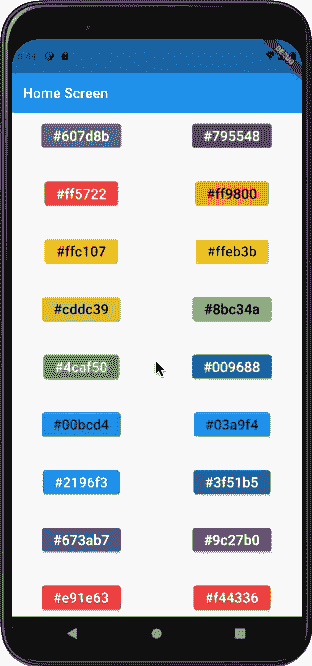 Home Screen
#607d8b #795548
#ff5722 #ff9800
#ffc107 #ffeb3b
#cddc39 #8bc34a
#4caf50 #009688
#00bcd4 #03a9f4
#2196f3 #3f51b5
#673ab7 #9c27b0
#e91e63 #f44336